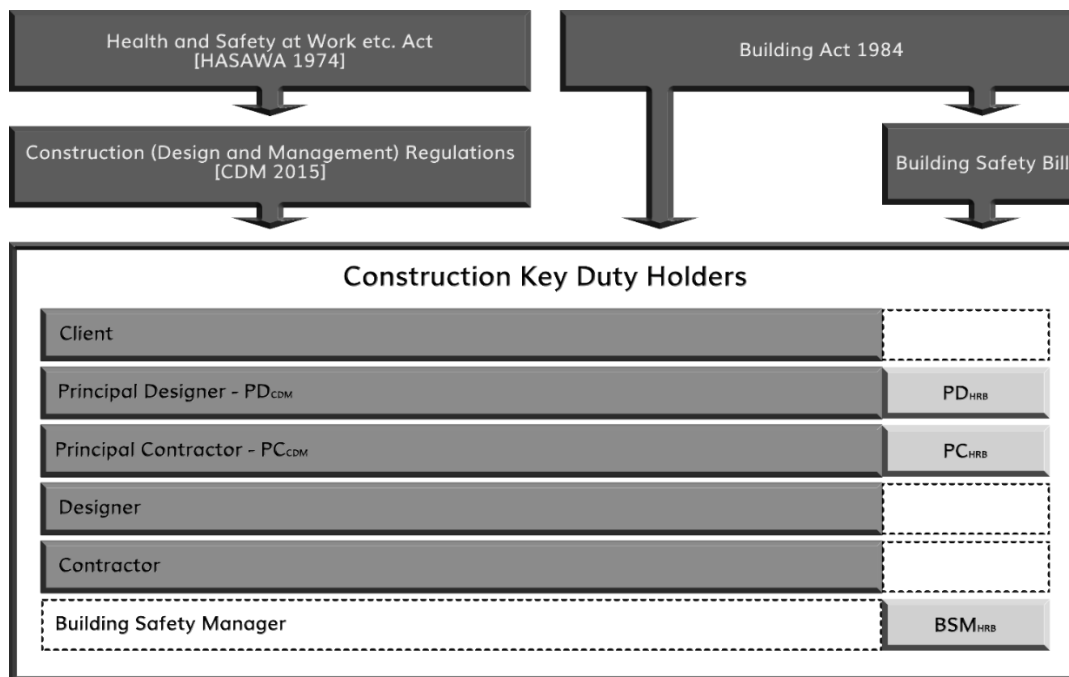 Health and Safety at Work etc. Act
[HASAWA 1974]
Building Act 1984
Construction (Design and Management) Regulations
[CDM 2015]
Building Safety Bill
Construction Key Duty Holders
Client
Principal Designer - PDCDM
PDHRB
Principal Contractor - PCCDM
PCHRB
Designer
Contractor
Building Safety Manager
BSMHRB